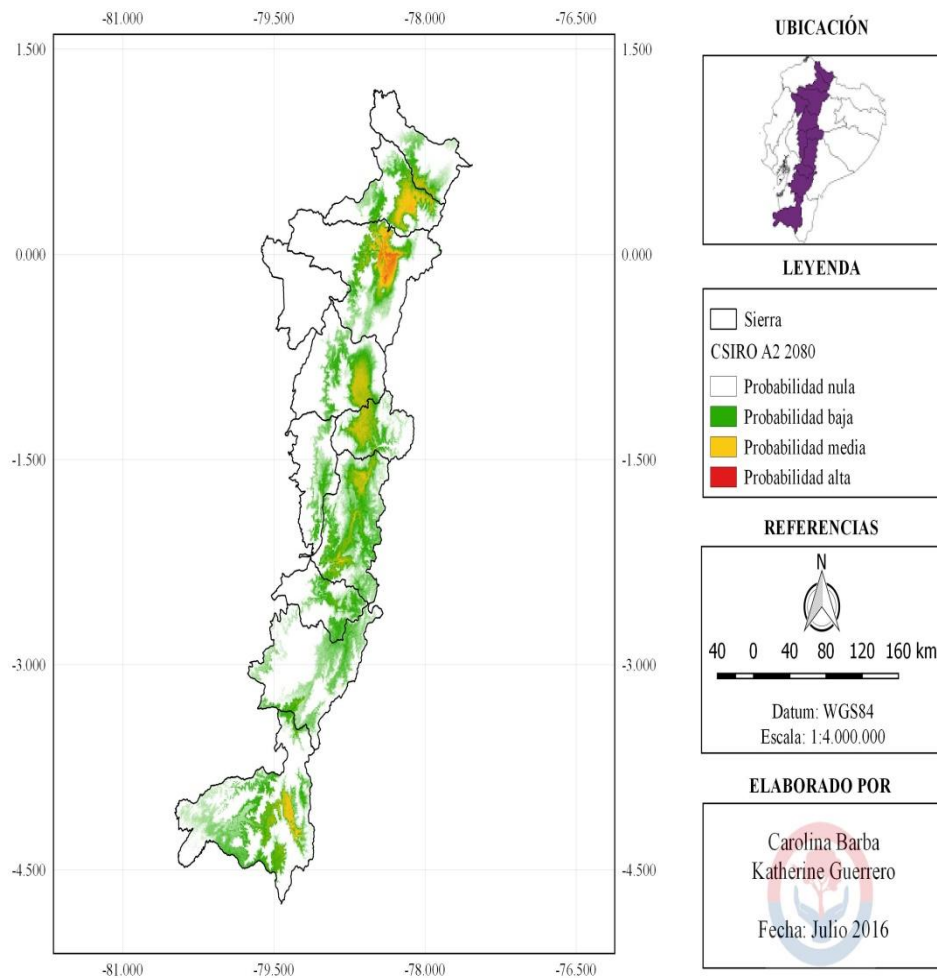 -81.000 -79.500 -78.000 -76.500
1.500 1.500
0.000 0.000
-1.500 -1.500
-3.000 -3.000
-4.500 -4.500
-81.000 -79.500 -78.000 -76.500
UBICACIÓN
LEYENDA
Sierra
CSIRO A2 2080
Probabilidad nula
Probabilidad baja
Probabilidad media
Probabilidad alta
REFERENCIAS
N
40 0 40 80 120 160 km
Datum: WGS84
Escala: 1:4.000.000
ELABORADO POR
Carolina Barba
Katherine Guerrero
Fecha: Julio 2016